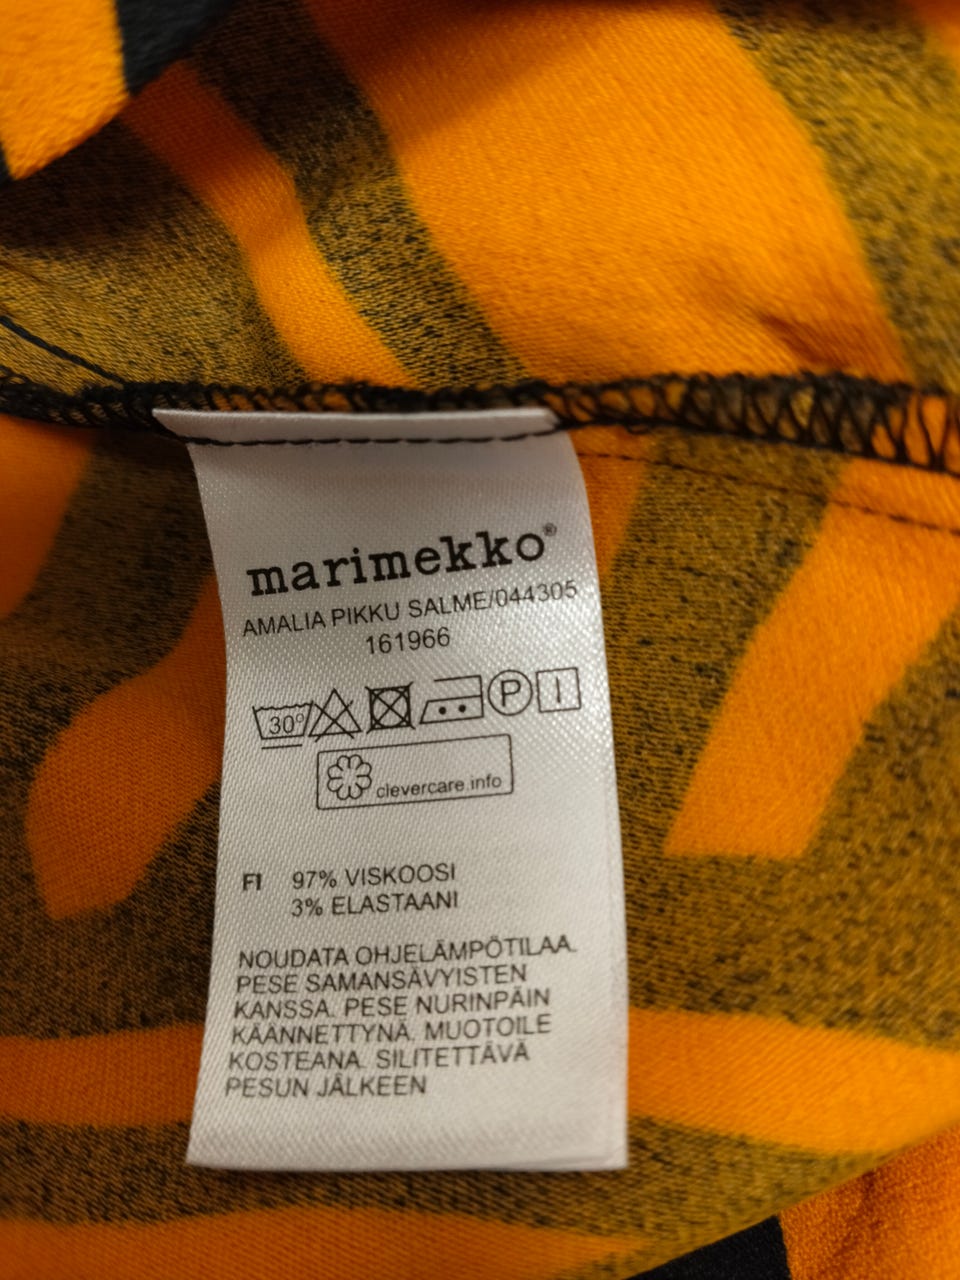 marimekko®
AMALIA PIKKU SALME/044305
161966
30° P I
clevercare.info
FI 97% VISKOOSI
3% ELASTAANI
NOUDATA OHJELÄMPÖTILAA.
PESE SAMANSÄVYISTEN
KANSSA. PESE NURINPÄIN
KÄÄNNETTYNÄ. MUOTOILE
KOSTEANA. SILITETTÄVÄ
PESUN JÄLKEEN